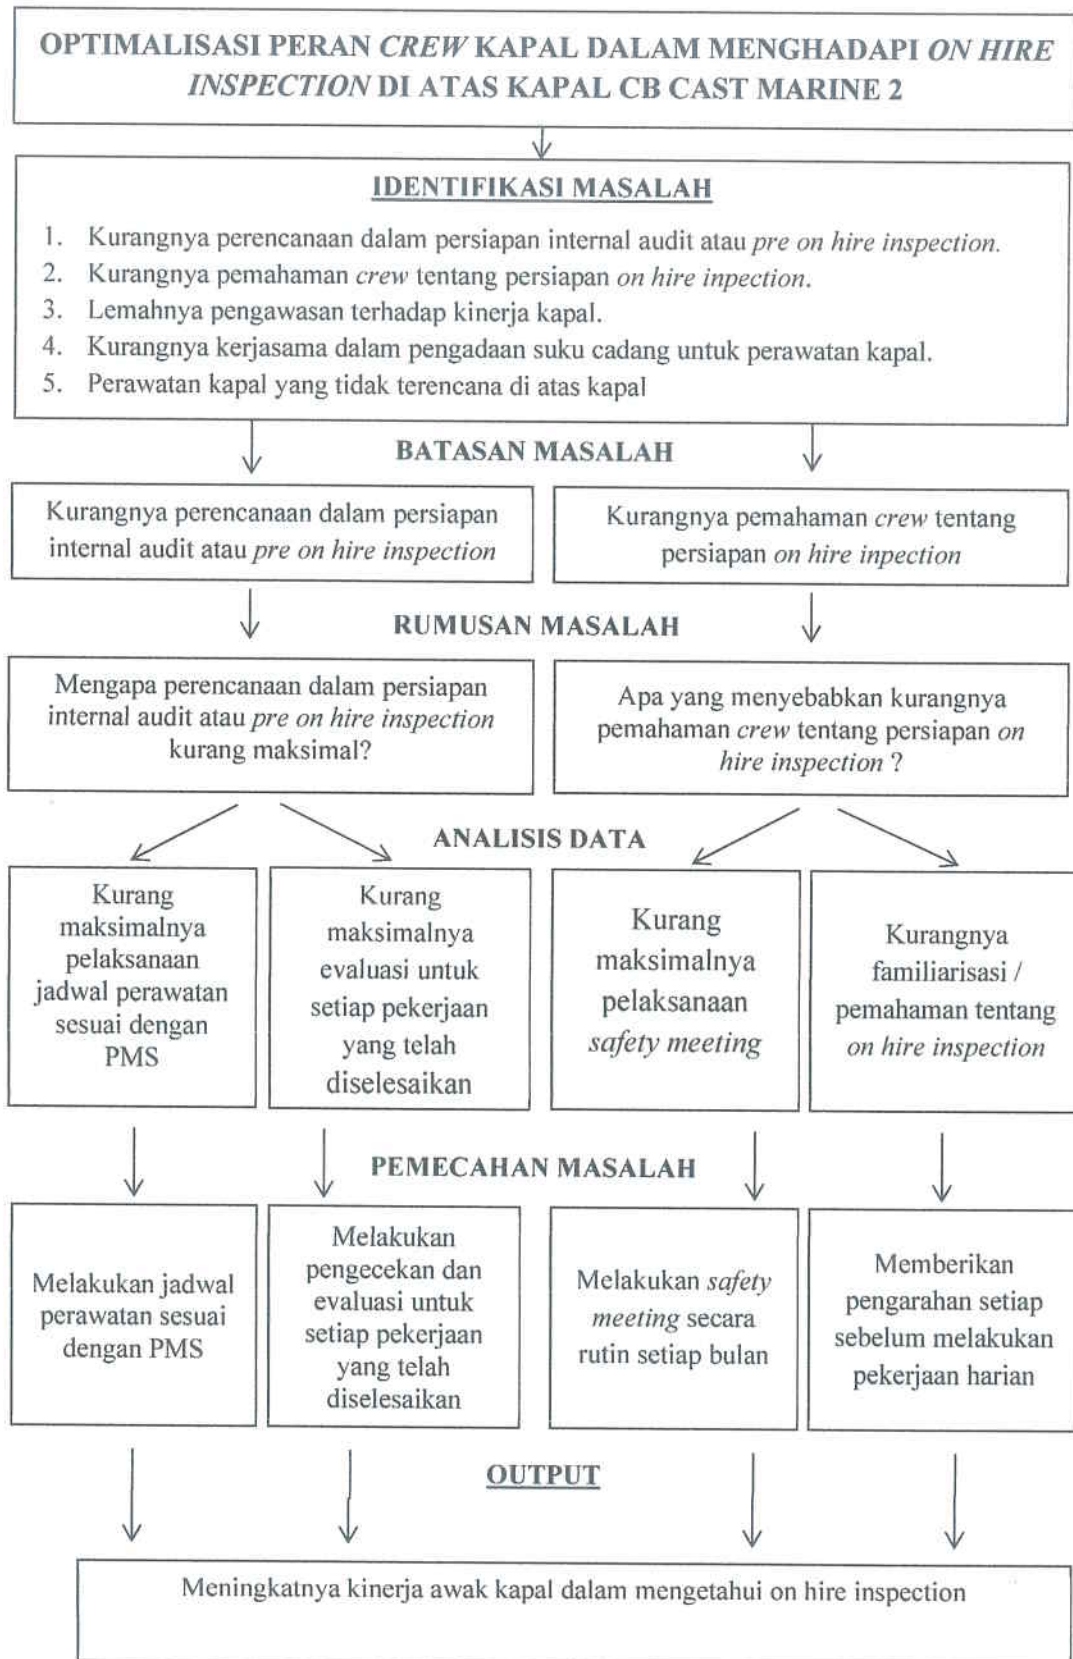 OPTIMALISASI PERAN CREW KAPAL DALAM MENGHADAPI ON HIRE
INSPECTION DI ATAS KAPAL CB CAST MARINE 2
IDENTIFIKASI MASALAH
1. Kurangnya perencanaan dalam persiapan internal audit atau pre on hire inspection.
2. Kurangnya pemahaman crew tentang persiapan on hire inpection.
3. Lemahnya pengawasan terhadap kinerja kapal.
4. Kurangnya kerjasama dalam pengadaan suku cadang untuk perawatan kapal.
5. Perawatan kapal yang tidak terencana di atas kapal
BATASAN MASALAH
Kurangnya perencanaan dalam persiapan
internal audit atau pre on hire inspection
Kurangnya pemahaman crew tentang
persiapan on hire inpection
RUMUSAN MASALAH
Mengapa perencanaan dalam persiapan
internal audit atau pre on hire inspection
kurang maksimal?
Apa yang menyebabkan kurangnya
pemahaman crew tentang persiapan on
hire inspection ?
ANALISIS DATA
Kurang
maksimalnya
pelaksanaan
jadwal perawatan
sesuai dengan
PMS
Kurang
maksimalnya
evaluasi untuk
setiap pekerjaan
yang telah
diselesaikan
Kurang
maksimalnya
pelaksanaan
safety meeting
Kurangnya
familiarisasi /
pemahaman tentang
on hire inspection
PEMECAHAN MASALAH
Melakukan jadwal
perawatan sesuai
dengan PMS
Melakukan
pengecekan dan
evaluasi untuk
setiap pekerjaan
yang telah
diselesaikan
Melakukan safety
meeting secara
rutin setiap bulan
Memberikan
pengarahan setiap
sebelum melakukan
pekerjaan harian
OUTPUT
Meningkatnya kinerja awak kapal dalam mengetahui on hire inspection